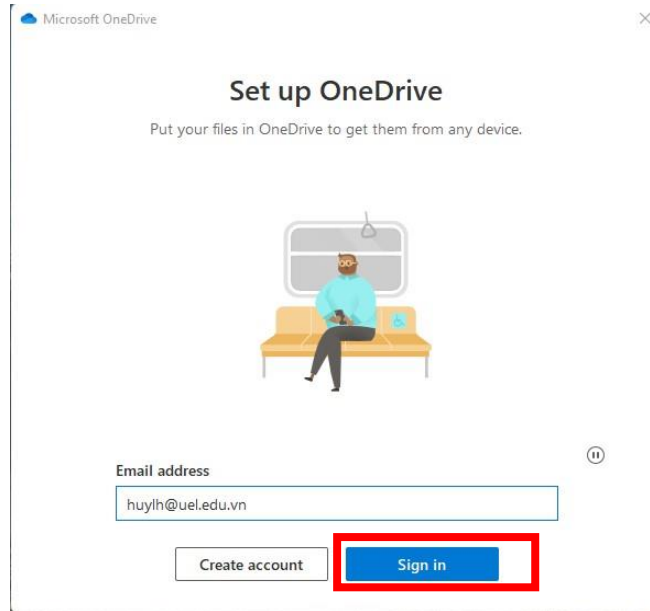 Microsoft OneDrive
Set up OneDrive
Put your files in OneDrive to get them from any device.
Email address
huylh@uel.edu.vn
Create account
Sign in